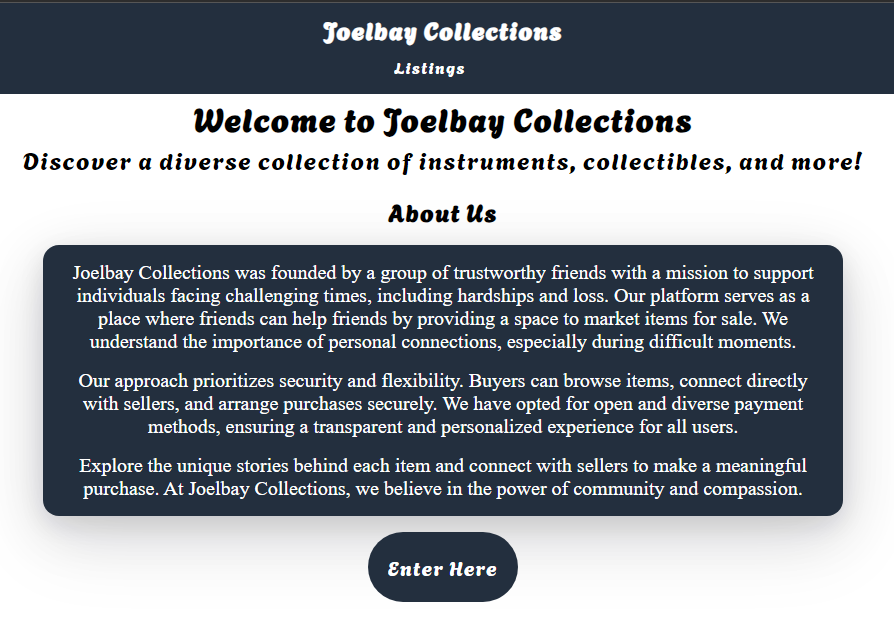 Joelbay Collections
Listings
Welcome to Joelbay Collections
Discover a diverse collection of instruments, collectibles, and more!
About Us
Joelbay Collections was founded by a group of trustworthy friends with a mission to support
individuals facing challenging times, including hardships and loss. Our platform serves as a
place where friends can help friends by providing a space to market items for sale. We
understand the importance of personal connections, especially during difficult moments.
Our approach prioritizes security and flexibility. Buyers can browse items, connect directly
with sellers, and arrange purchases securely. We have opted for open and diverse payment
methods, ensuring a transparent and personalized experience for all users.
Explore the unique stories behind each item and connect with sellers to make a meaningful
purchase. At Joelbay Collections, we believe in the power of community and compassion.
Enter Here